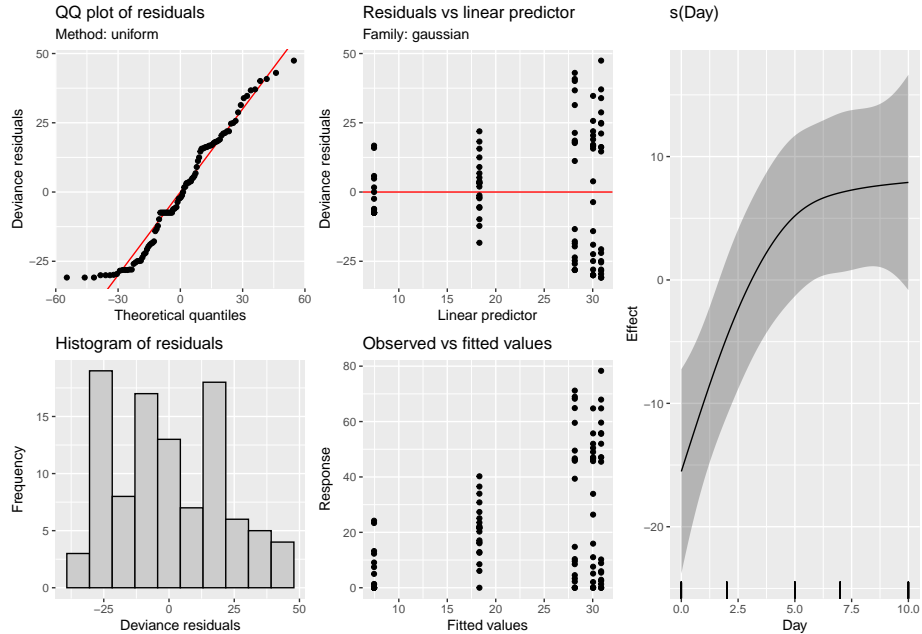 QQ plot of residuals
Method: uniform
Deviance residuals
50
25
0
−25
−60
−30
0
30
60
Theoretical quantiles
Residuals vs linear predictor
Family: gaussian
Deviance residuals
50
25
0
−25
10
15
20
25
30
Linear predictor
s(Day)
Effect
10
0
−10
−20
0.0
2.5
5.0
7.5
10.0
Day
Histogram of residuals
Frequency
15
10
5
0
−25
0
25
50
Deviance residuals
Observed vs fitted values
Response
80
60
40
20
0
10
15
20
25
30
Fitted values